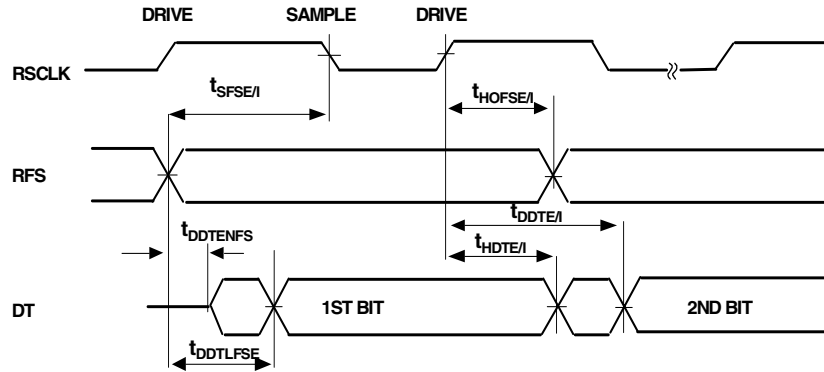 DRIVE SAMPLE DRIVE
RSCLK
tSFSE/I tHOFSE/I
RFS
tDDTE/I
tDDTENFS
tHDTE/I
DT 1ST BIT 2ND BIT
tDDTLFSE